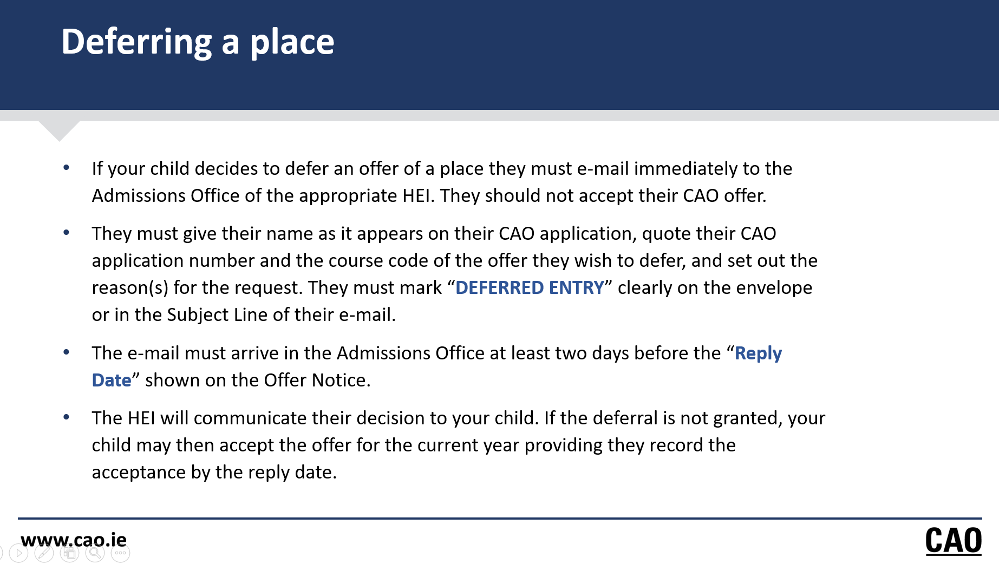 Deferring a place
• If your child decides to defer an offer of a place they must e-mail immediately to the
Admissions Office of the appropriate HEI. They should not accept their CAO offer.
• They must give their name as it appears on their CAO application, quote their CAO
application number and the course code of the offer they wish to defer, and set out the
reason(s) for the request. They must mark “DEFERRED ENTRY” clearly on the envelope
or in the Subject Line of their e-mail.
• The e-mail must arrive in the Admissions Office at least two days before the “Reply
Date” shown on the Offer Notice.
• The HEI will communicate their decision to your child. If the deferral is not granted, your
child may then accept the offer for the current year providing they record the
acceptance by the reply date.
www.cao.ie
CAO